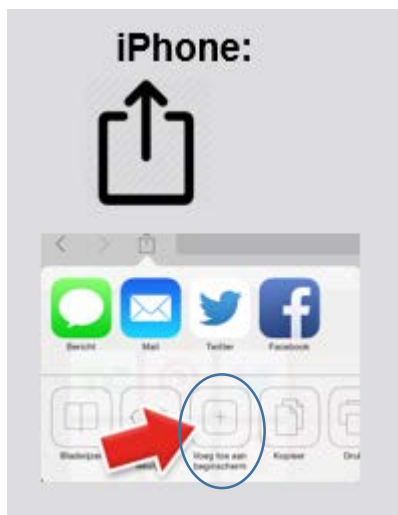 iPhone:
Bericht Mail Twitter Facebook
Bladwijzer Voeg toe aan Kopieer
beginscherm